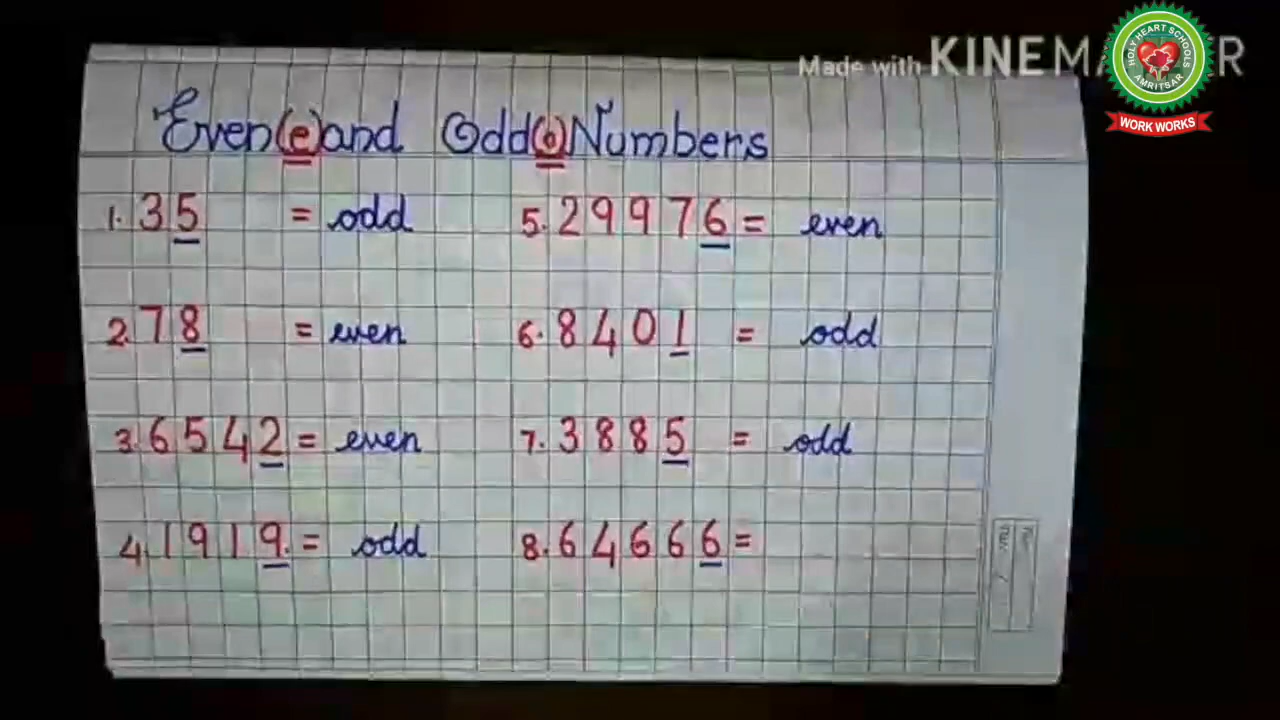 Made with KINEMA R
HOLY HEART SCHOOLS
AMRITSAR
WORK WORKS
Even(e)and Odd(o)Numbers
1. 35 = odd
2. 78 = even
3. 6542 = even
4. 1919. = odd
5. 29976 = even
6. 8401 = odd
7. 3885 = odd
8. 64666 =